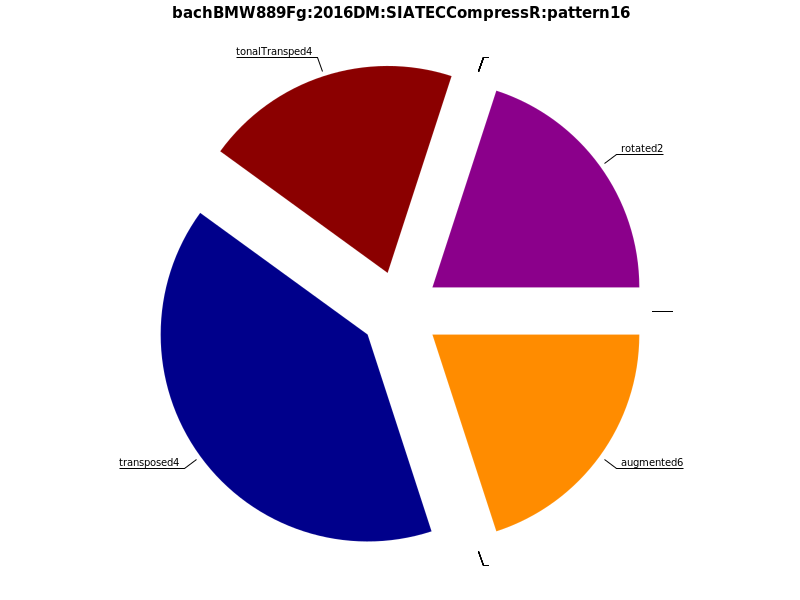 bachBMW889Fg:2016DM:SIATECCompressR:pattern16
tonalTransped4
rotated2
transposed4
augmented6